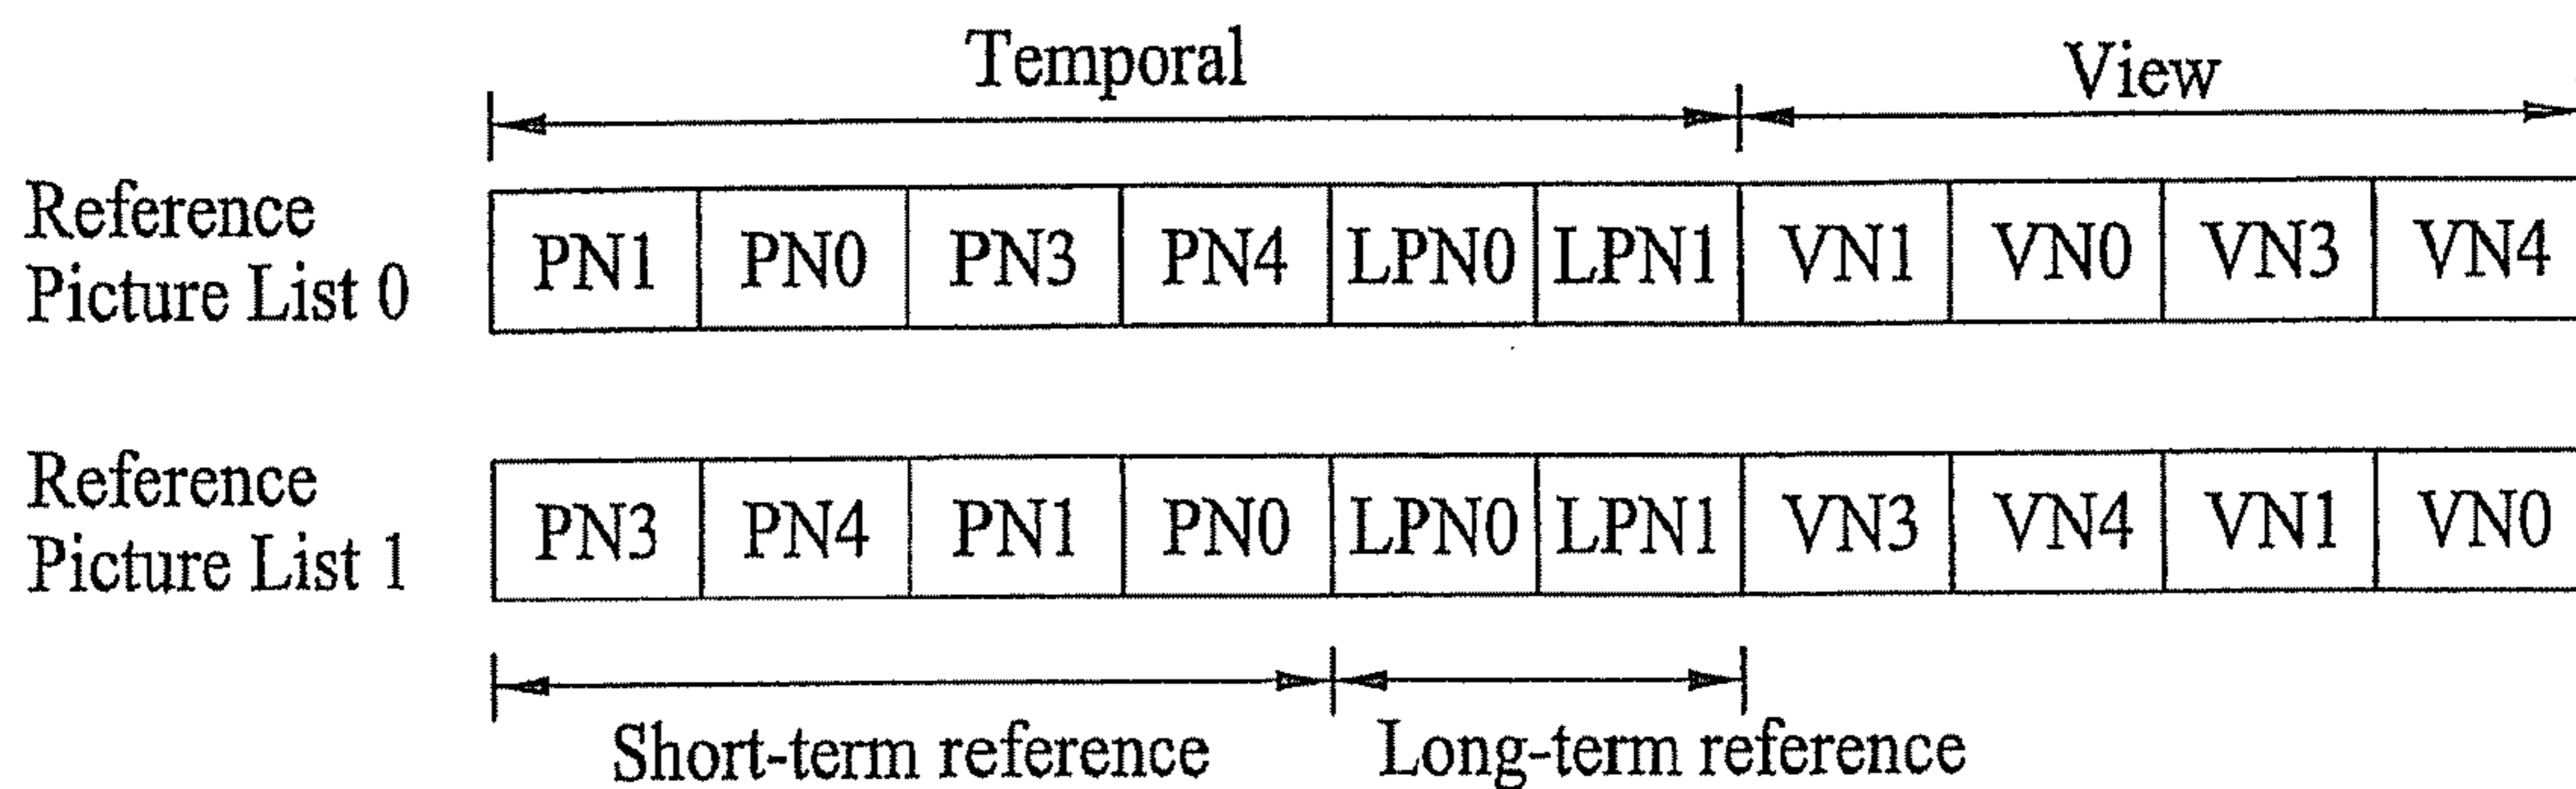 Temporal View
Reference
Picture List 0
PN1 PN0 PN3 PN4 LPN0 LPN1 VN1 VN0 VN3 VN4
Reference
Picture List 1
PN3 PN4 PN1 PN0 LPN0 LPN1 VN3 VN4 VN1 VN0
Short-term reference Long-term reference